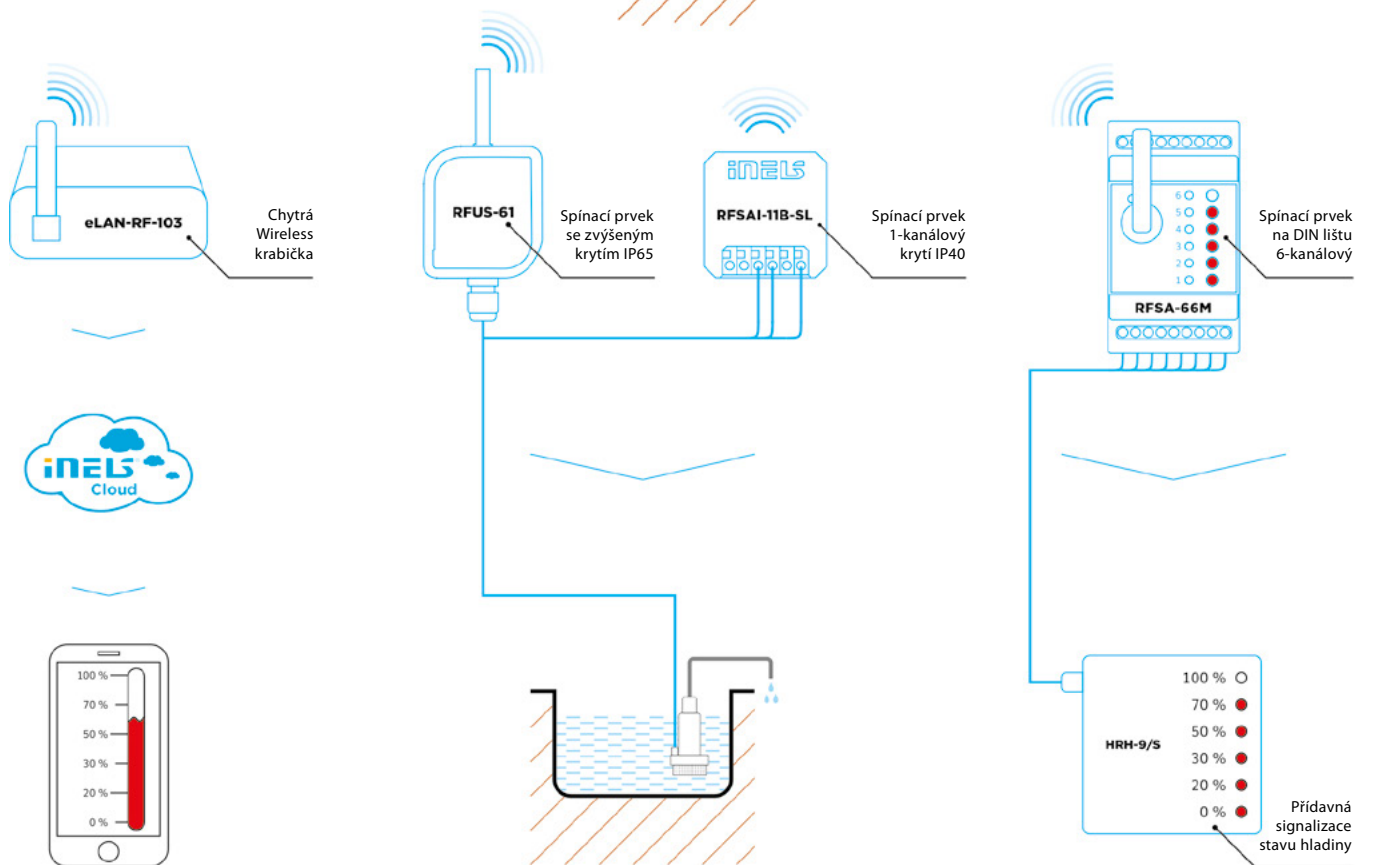 eLAN-RF-103
Chytrá
Wireless
krabička
RFUS-61
Spínací prvek
se zvýšeným
krytím IP65
iNELS
RFSAI-11B-SL
Spínací prvek
1-kanálový
krytí IP40
6
5
4
3
2
1
RFSA-66M
Spínací prvek
na DIN lištu
6-kanálový
iNELS
Cloud
100 %
70 %
50 %
30 %
20 %
0 %
HRH-9/S
100 %
70 %
50 %
30 %
20 %
0 %
Přídavná
signalizace
stavu hladiny